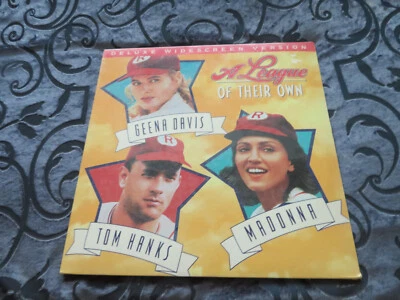 DELUXE WIDESCREEN VERSION
A League
OF THEIR OWN
R
GEENA DAVIS
R
R
TOM HANKS
MADONNA